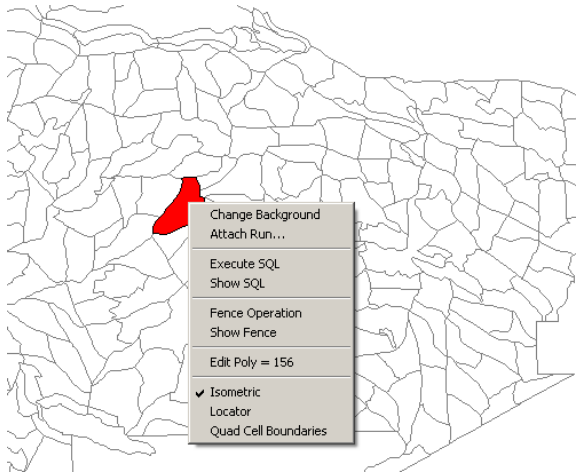 Change Background
Attach Run...
Execute SQL
Show SQL
Fence Operation
Show Fence
Edit Poly = 156
Isometric
Locator
Quad Cell Boundaries